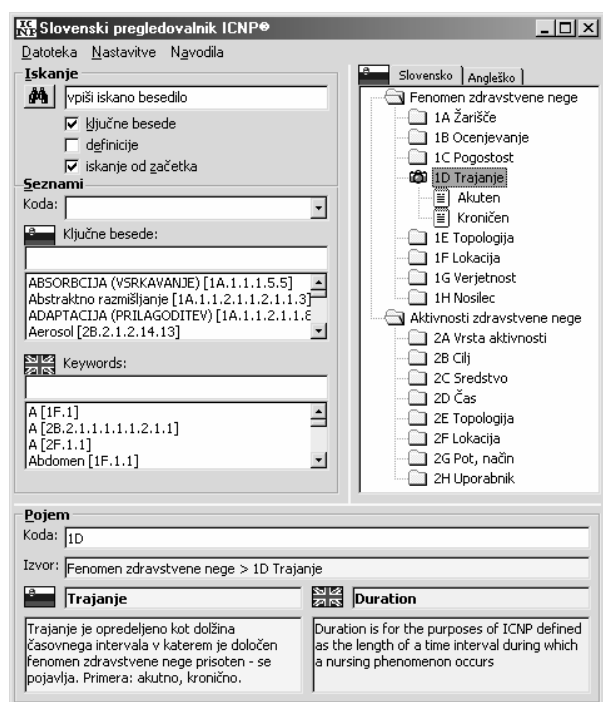 Slovenski pregledovalnik ICNP®
Datoteka Nastavitve Navodila
Iskanje
vpiši iskano besedilo
ključne besede
definicije
iskanje od začetka
Seznami
Koda:
Ključne besede:
ABSORBCIJA (VSRKAVANJE) [1A.1.1.1.5.5]
Abstraktno razmišljanje [1A.1.1.2.1.1.2.1.1.3]
ADAPTACIJA (PRILAGODITEV) [1A.1.1.2.1.1.8
Aerosol [2B.2.1.2.14.13]
Keywords:
A [1F.1]
A [2B.2.1.1.1.1.1.2.1.1]
A [2F.1.1]
Abdomen [1F.1.1]
Slovensko Angleško
Fenomen zdravstvene nege
1A Žarišče
1B Ocenjevanje
1C Pogostost
1D Trajanje
Akuten
Kroničen
1E Topologija
1F Lokacija
1G Verjetnost
1H Nosilec
Aktivnosti zdravstvene nege
2A Vrsta aktivnosti
2B Cilj
2C Sredstvo
2D Čas
2E Topologija
2F Lokacija
2G Pot, način
2H Uporabnik
Pojem
Koda: 1D
Izvor: Fenomen zdravstvene nege > 1D Trajanje
Trajanje
Trajanje je opredeljeno kot dolžina
časovnega intervala v katerem je določen
fenomen zdravstvene nege prisoten - se
pojavlja. Primera: akutno, kronično.
Duration
Duration is for the purposes of ICNP defined
as the length of a time interval during which
a nursing phenomenon occurs